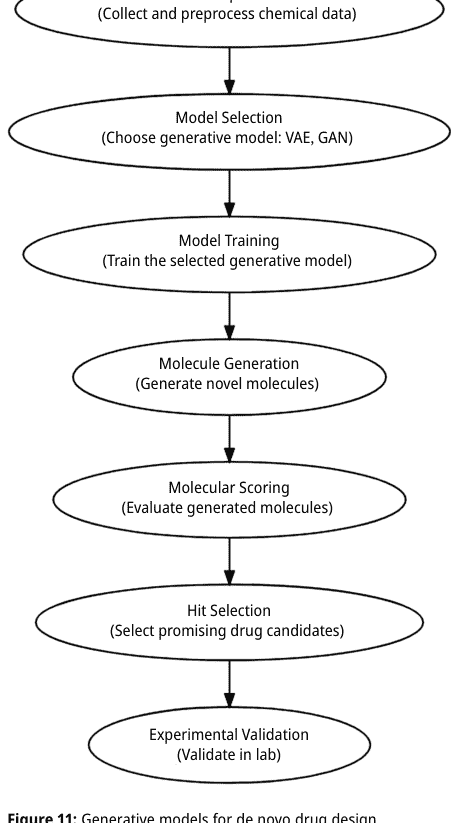 (Collect and preprocess chemical data)
Model Selection
(Choose generative model: VAE, GAN)
Model Training
(Train the selected generative model)
Molecule Generation
(Generate novel molecules)
Molecular Scoring
(Evaluate generated molecules)
Hit Selection
(Select promising drug candidates)
Experimental Validation
(Validate in lab)
Figure 11: Generative models for de novo drug design